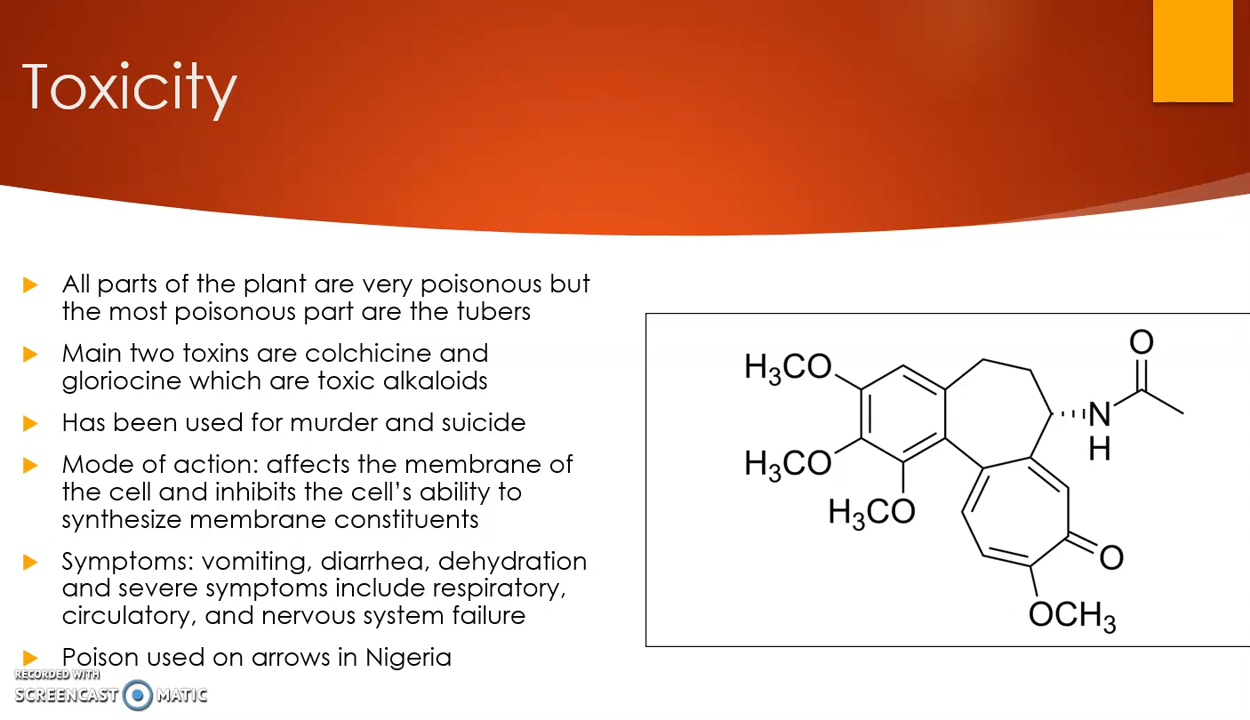 Toxicity
All parts of the plant are very poisonous but
the most poisonous part are the tubers
Main two toxins are colchicine and
gloriocine which are toxic alkaloids
Has been used for murder and suicide
Mode of action: affects the membrane of
the cell and inhibits the cell’s ability to
synthesize membrane constituents
Symptoms: vomiting, diarrhea, dehydration
and severe symptoms include respiratory,
circulatory, and nervous system failure
Poison used on arrows in Nigeria
RECORDED WITH
SCREENCAST MATIC
O
H₃CO
N
H
H₃CO
H₃CO
O
OCH₃